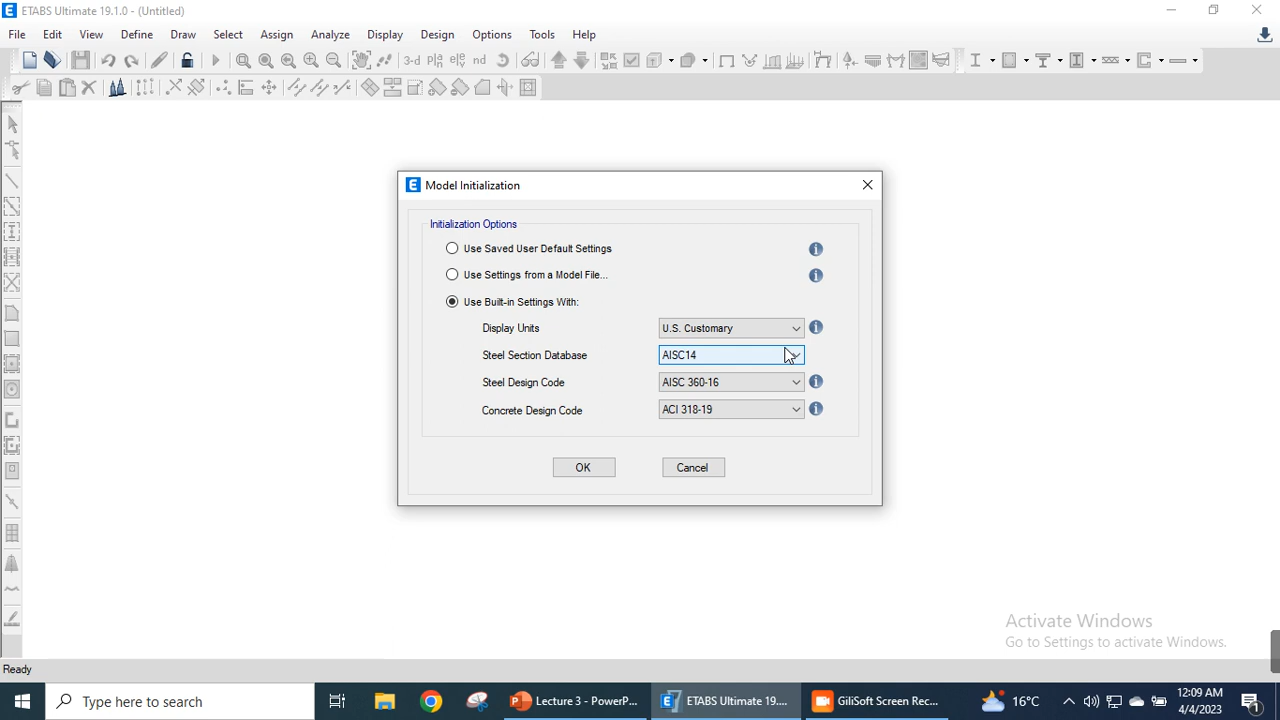 ETABS Ultimate 19.1.0 - (Untitled)
File Edit View Define Draw Select Assign Analyze Display Design Options Tools Help
3-d nd
Model Initialization
Initialization Options
Use Saved User Default Settings
Use Settings from a Model File...
Use Built-in Settings With:
Display Units U.S. Customary
Steel Section Database AISC14
Steel Design Code AISC 360-16
Concrete Design Code ACI 318-19
OK Cancel
Activate Windows
Go to Settings to activate Windows.
Ready
Type here to search Lecture 3 - PowerP... ETABS Ultimate 19.... GiliSoft Screen Rec... 16°C 12:09 AM
4/4/2023